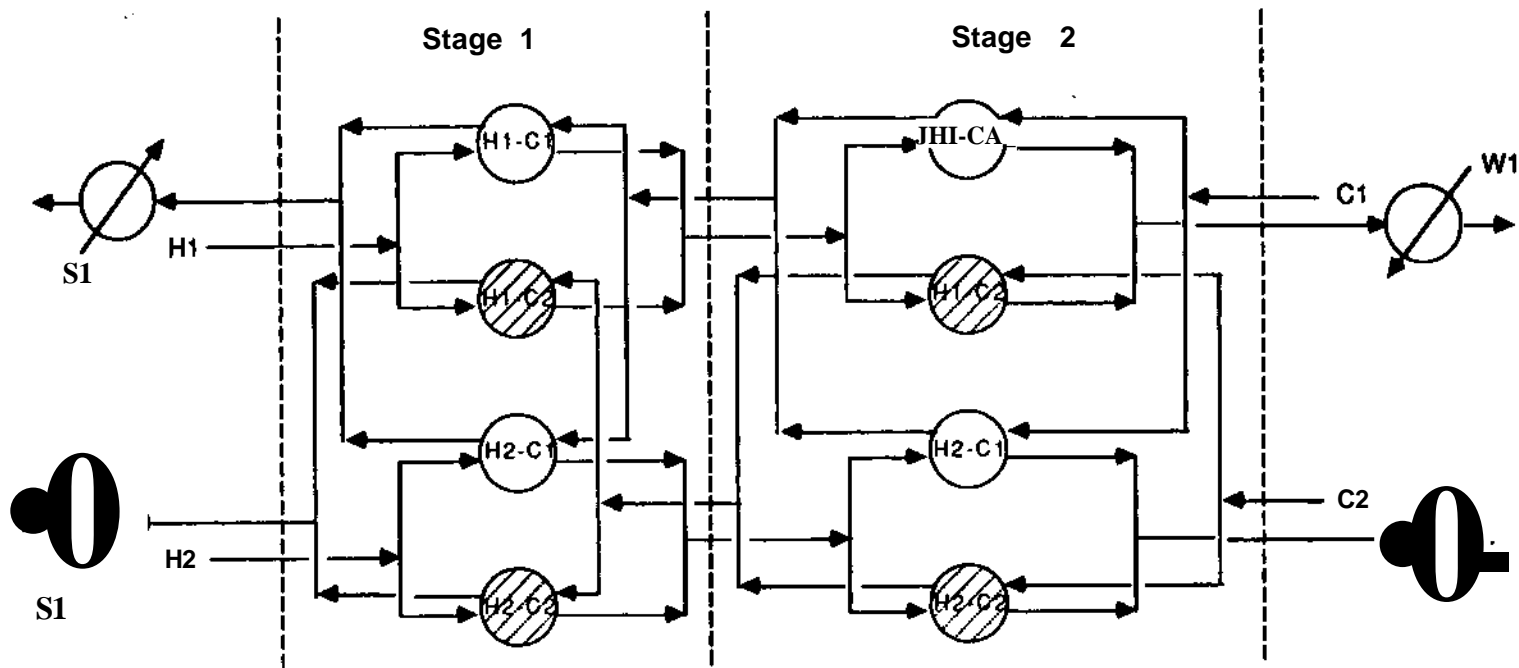 Stage 1
Stage 2
H1-C1
JHI-CA_
W1
C1
H1
S1
H1-C2
H1-C2
H2-C1
H2-C1
C2
H2
S1
H2-C2
H2-C2